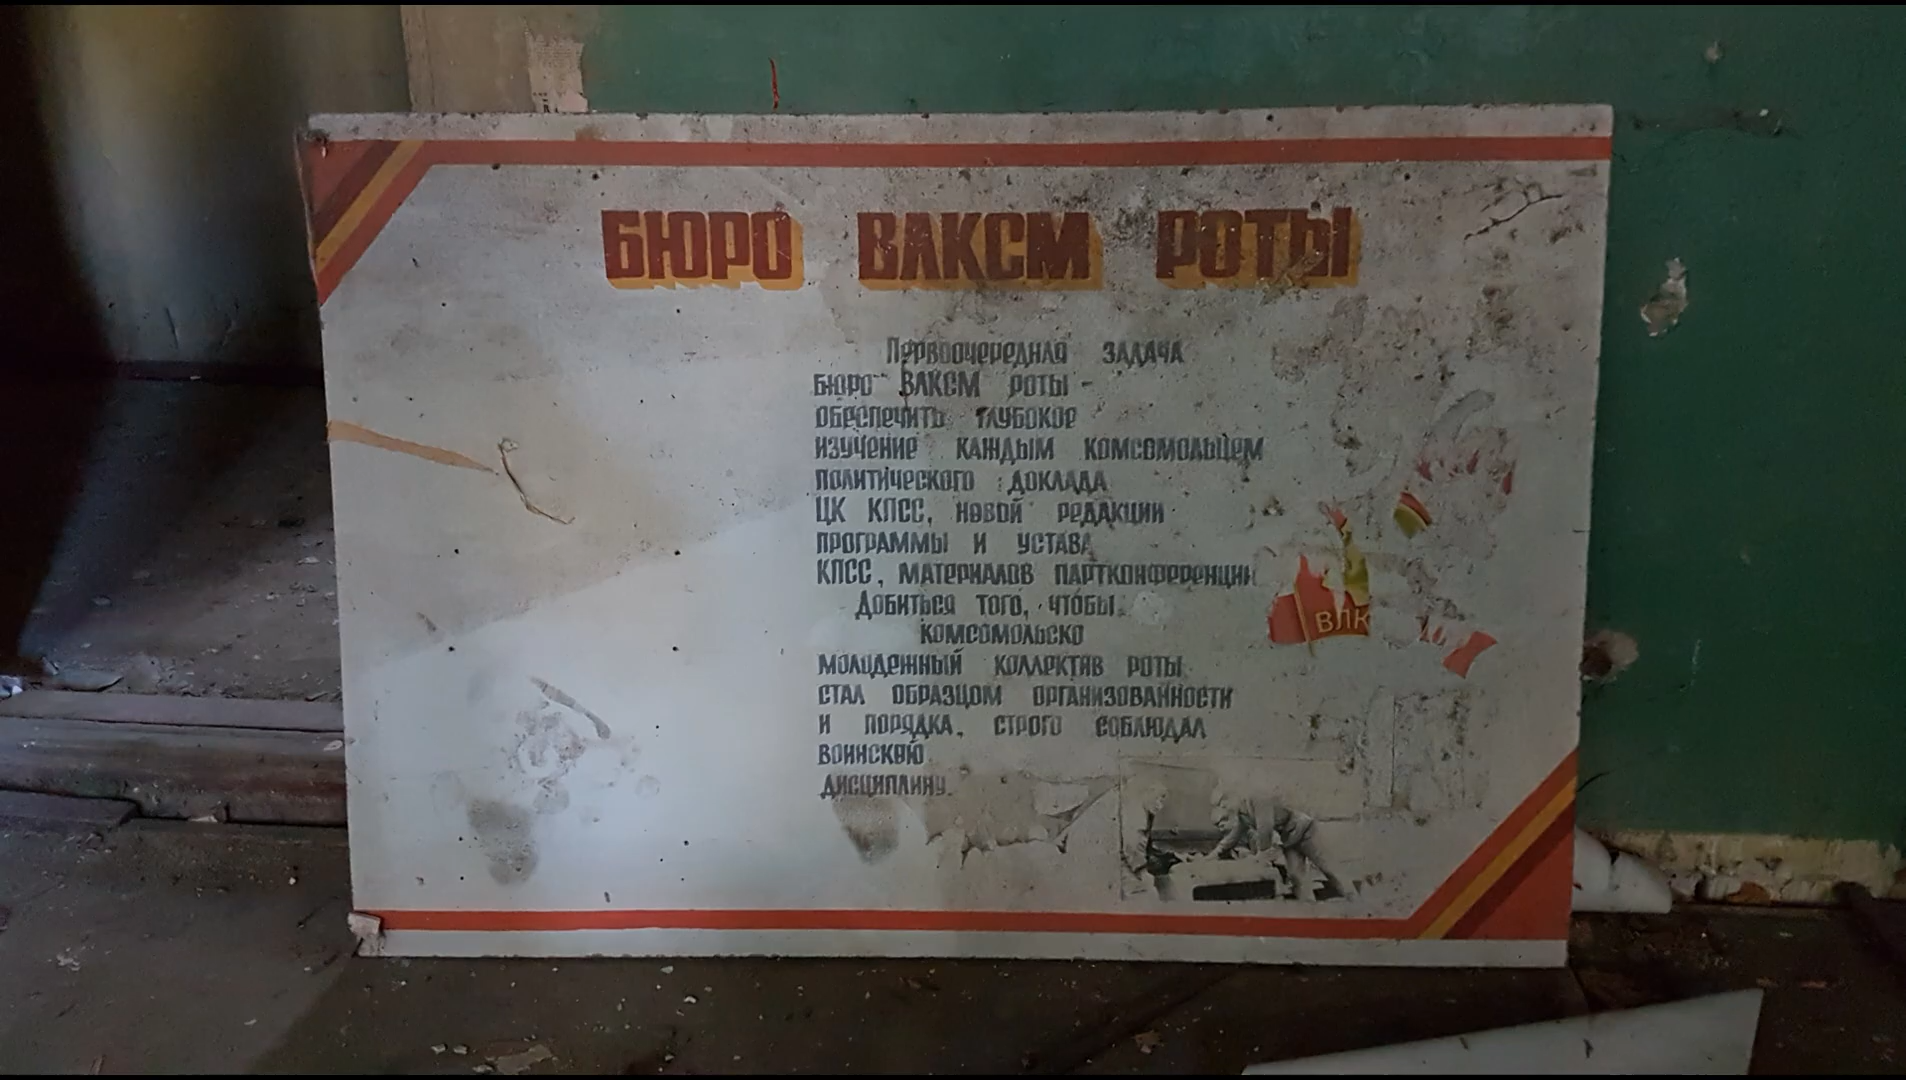 БЮРО ВЛКСМ РОТЫ
Первоочередная задача
бюро ВЛКСМ роты -
обеспечить глубокое
изучение каждым комсомольцем
политического доклада
ЦК КПСС, новой редакции
программы и устава
КПСС, материалов партконференции
Добиться того, чтобы
комсомольско
молодежный коллектив роты
стал образцом организованности
и порядка, строго соблюдал
воинскую
дисциплину.
ВЛК